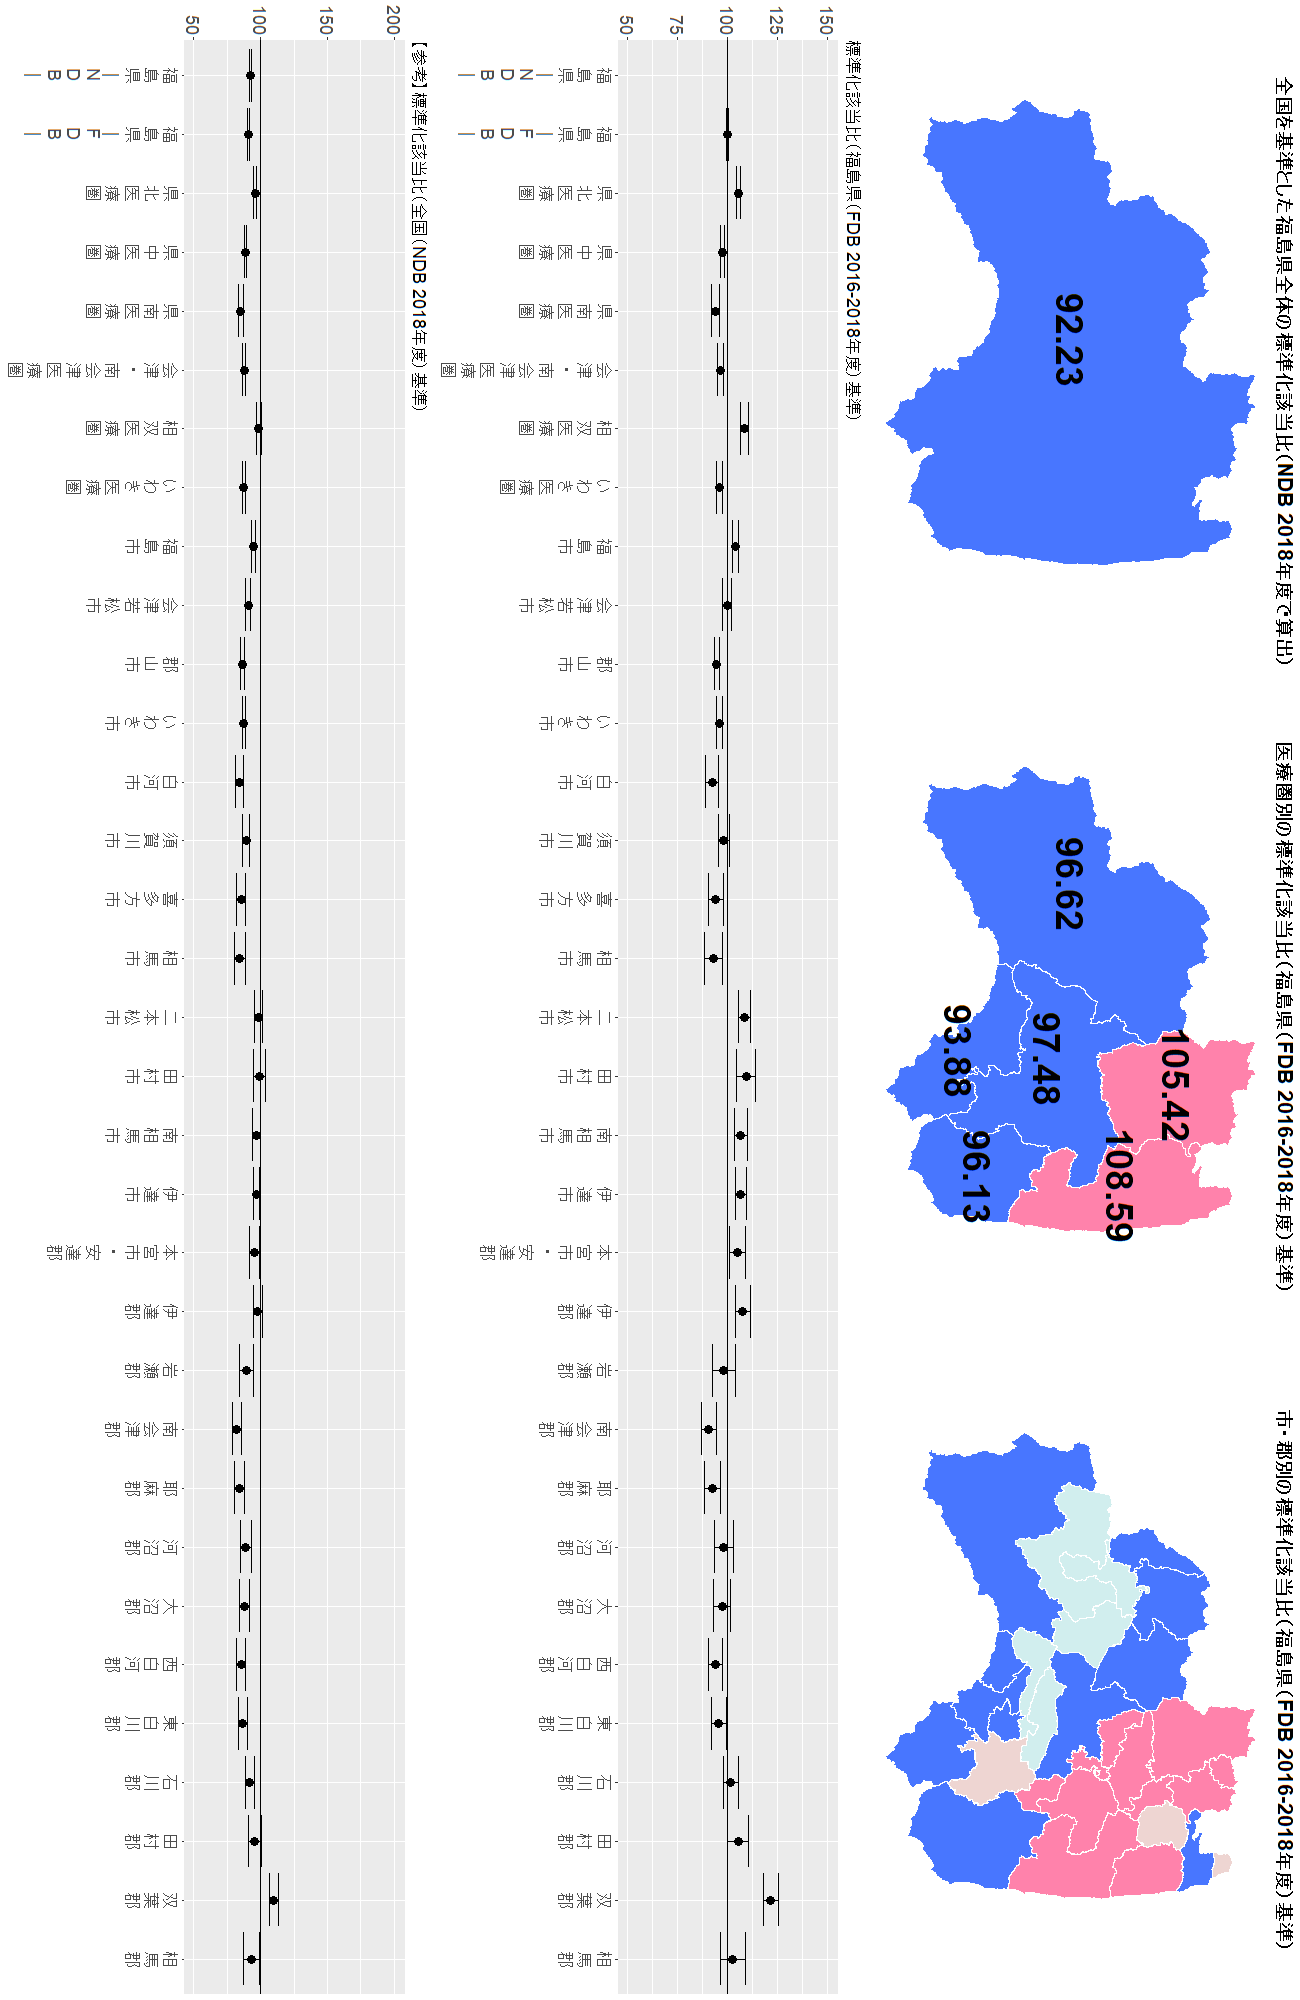 全国を基準とした福島県全体の標準化該当比(NDB 2018年度で算出)
92.23
医療圏別の標準化該当比(福島県(FDB 2016-2018年度)基準)
96.62
105.42
97.48
108.59
93.88
96.13
市・郡別の標準化該当比(福島県(FDB 2016-2018年度)基準)
標準化該当比(福島県(FDB 2016-2018年度)基準)
150
125
100
75
50
福島県|NDB|
福島県|FDB|
県北医療圏
県中医療圏
県南医療圏
会津・南会津医療圏
相双医療圏
いわき医療圏
福島市
会津若松市
郡山市
いわき市
白河市
須賀川市
喜多方市
相馬市
二本松市
田村市
南相馬市
伊達市
本宮市・安達郡
伊達郡
岩瀬郡
南会津郡
耶麻郡
河沼郡
大沼郡
西白河郡
東白川郡
石川郡
田村郡
双葉郡
相馬郡
【参考】標準化該当比(全国(NDB 2018年度)基準)
200
100
50
福島県|NDB|
福島県|FDB|
県北医療圏
県中医療圏
県南医療圏
会津・南会津医療圏
相双医療圏
いわき医療圏
福島市
会津若松市
郡山市
いわき市
白河市
須賀川市
喜多方市
相馬市
二本松市
田村市
南相馬市
伊達市
本宮市・安達郡
伊達郡
岩瀬郡
南会津郡
耶麻郡
河沼郡
大沼郡
西白河郡
東白川郡
石川郡
田村郡
双葉郡
相馬郡